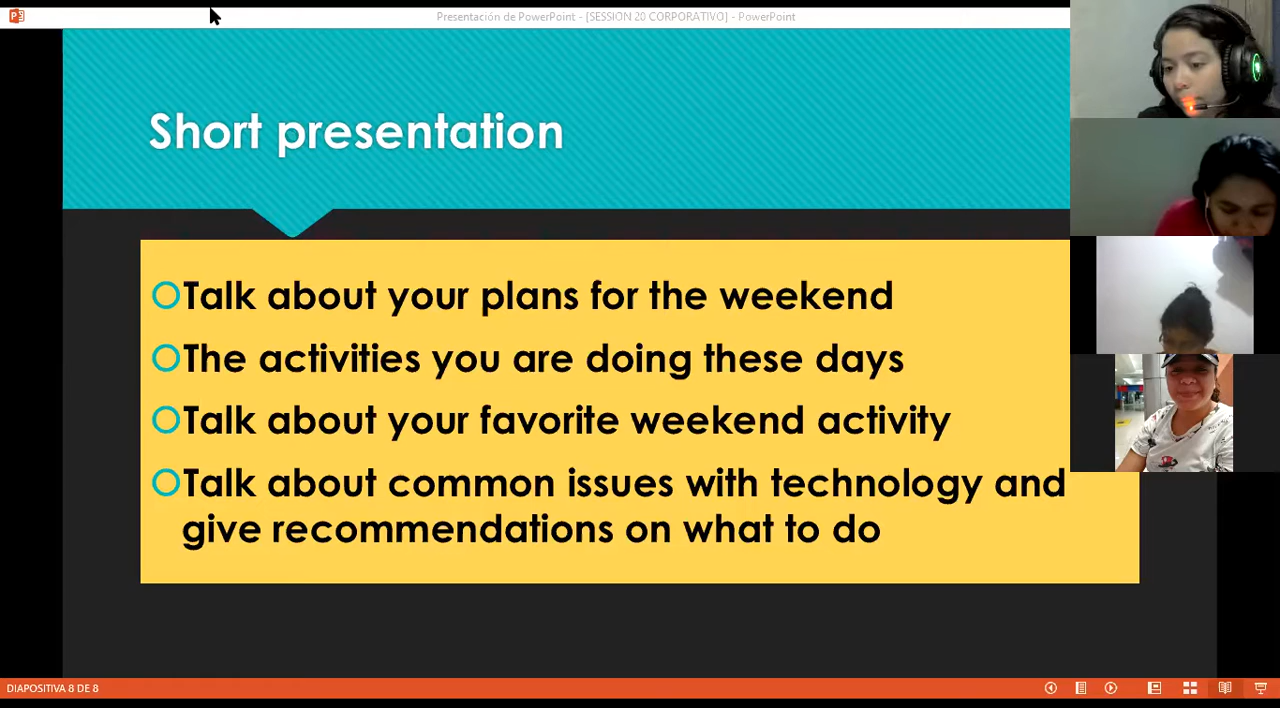 Presentación de PowerPoint - [SESSION 20 CORPORATIVO] - PowerPoint
Short presentation
Talk about your plans for the weekend
The activities you are doing these days
Talk about your favorite weekend activity
Talk about common issues with technology and
give recommendations on what to do
DIAPOSITIVA 8 DE 8